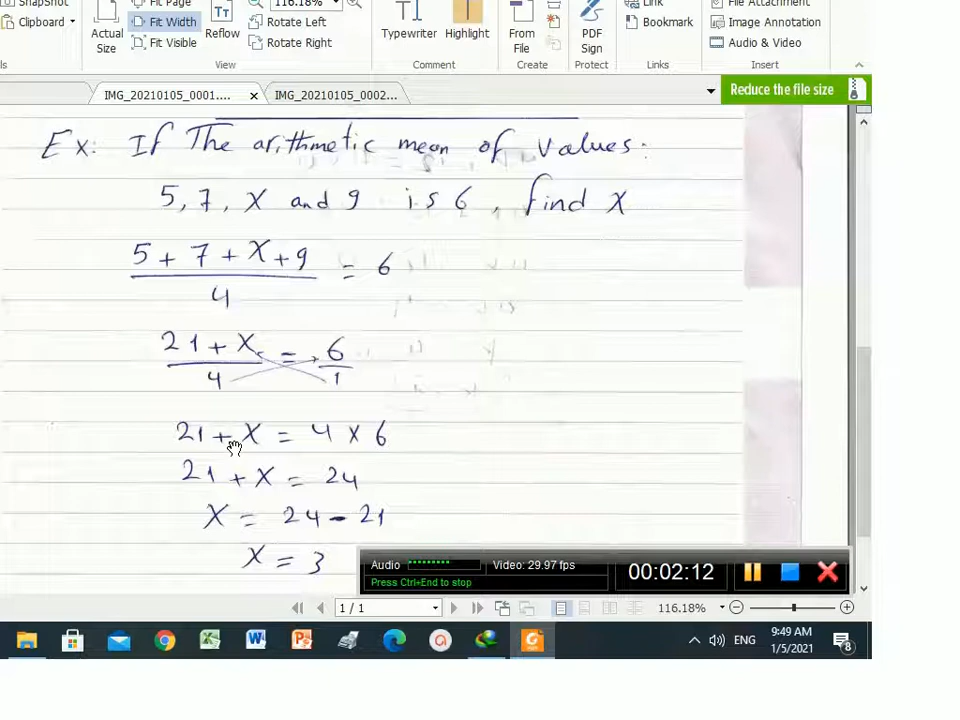 SnapShot Fit Page 116.18% File Attachment
Clipboard Fit Width Rotate Left Link Image Annotation
Actual Size Fit Visible Reflow Rotate Right Typewriter Highlight From File PDF Sign Bookmark Audio & Video
View Comment Create Protect Links Insert
IMG_20210105_0001.... IMG_20210105_0002... Reduce the file size
Ex: If The arithmetic mean of values:
5, 7, X and 9 is 6, find X
5 + 7 + X + 9 / 4 = 6
21 + X / 4 = 6 / 1
21 + X = 4 × 6
21 + X = 24
X = 24 - 21
X = 3
Audio Video: 29.97 fps 00:02:12
Press Ctrl+End to stop
1 / 1 116.18%
ENG 9:49 AM
1/5/2021 8